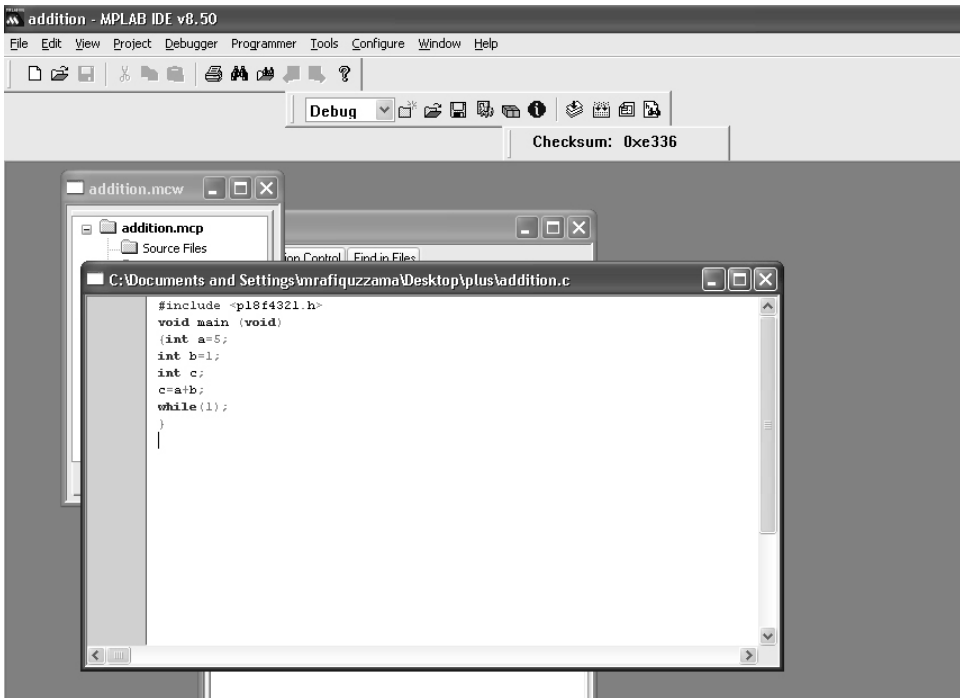 addition - MPLAB IDE v8.50
File Edit View Project Debugger Programmer Tools Configure Window Help
Debug
Checksum: 0xe336
addition.mcw
addition.mcp
Source Files
Control Find in Files
C:\Documents and Settings\mrafiquzzama\Desktop\plus\addition.c
#include <p18f4321.h>
void main (void)
{int a=5;
int b=1;
int c;
c=a+b;
while(1);
}